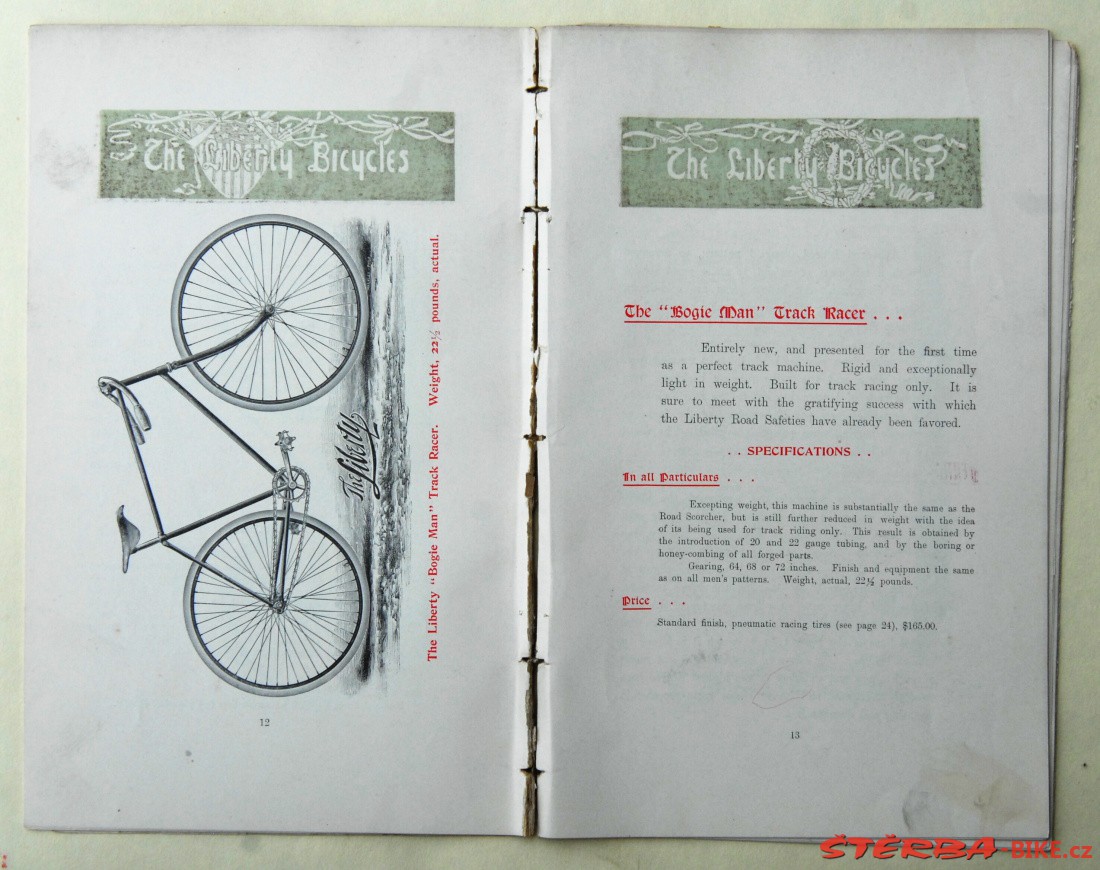 The Liberty Bicycles
The Liberty
The Liberty "Bogie Man" Track Racer. Weight, 22½ pounds, actual.
12
The Liberty Bicycles
The "Bogie Man" Track Racer . . .
Entirely new, and presented for the first time
as a perfect track machine. Rigid and exceptionally
light in weight. Built for track racing only. It is
sure to meet with the gratifying success with which
the Liberty Road Safeties have already been favored.
. . SPECIFICATIONS . .
In all Particulars . . .
Excepting weight, this machine is substantially the same as the
Road Scorcher, but is still further reduced in weight with the idea
of its being used for track riding only. This result is obtained by
the introduction of 20 and 22 gauge tubing, and by the boring or
honey-combing of all forged parts.
Gearing, 64, 68 or 72 inches. Finish and equipment the same
as on all men's patterns. Weight, actual, 22½ pounds.
Price . . .
Standard finish, pneumatic racing tires (see page 24), $165.00.
13
ŠTĚRBA-BIKE.cz